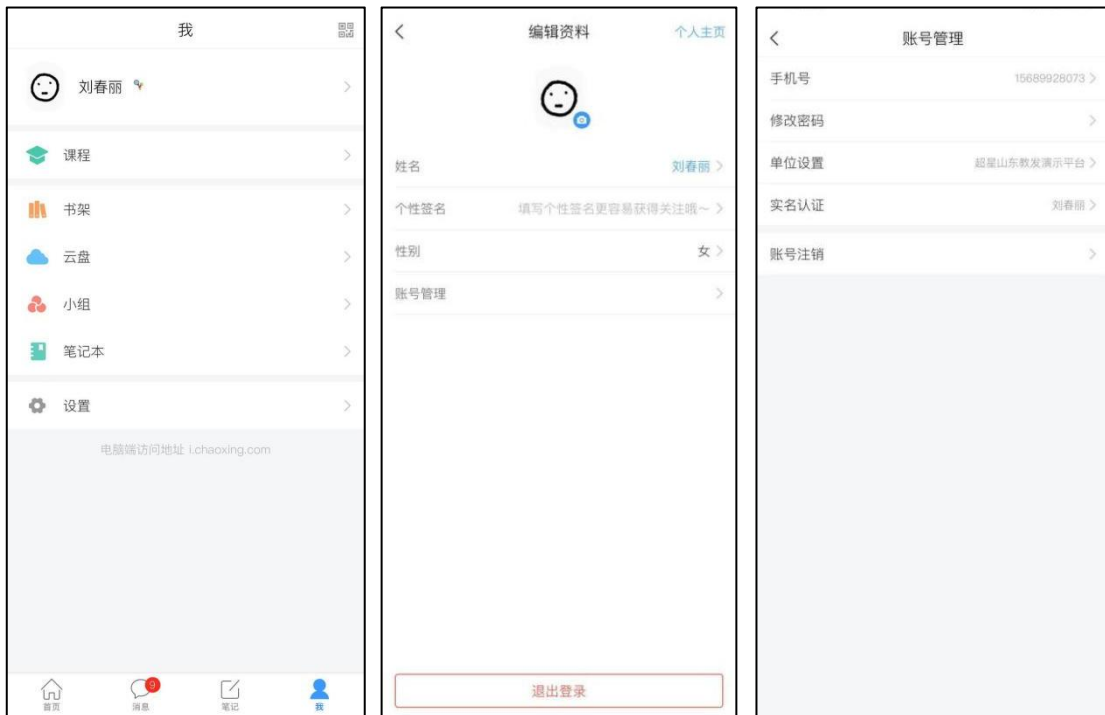 我
刘春丽
课程
书架
云盘
小组
笔记本
设置
电脑端访问地址 i.chaoxing.com
首页
9
消息
笔记
我
编辑资料
个人主页
姓名
刘春丽
个性签名
填写个性签名更容易获得关注哦～
性别
女
账号管理
退出登录
账号管理
手机号
15689928073
修改密码
单位设置
超星山东教发演示平台
实名认证
刘春丽
账号注销